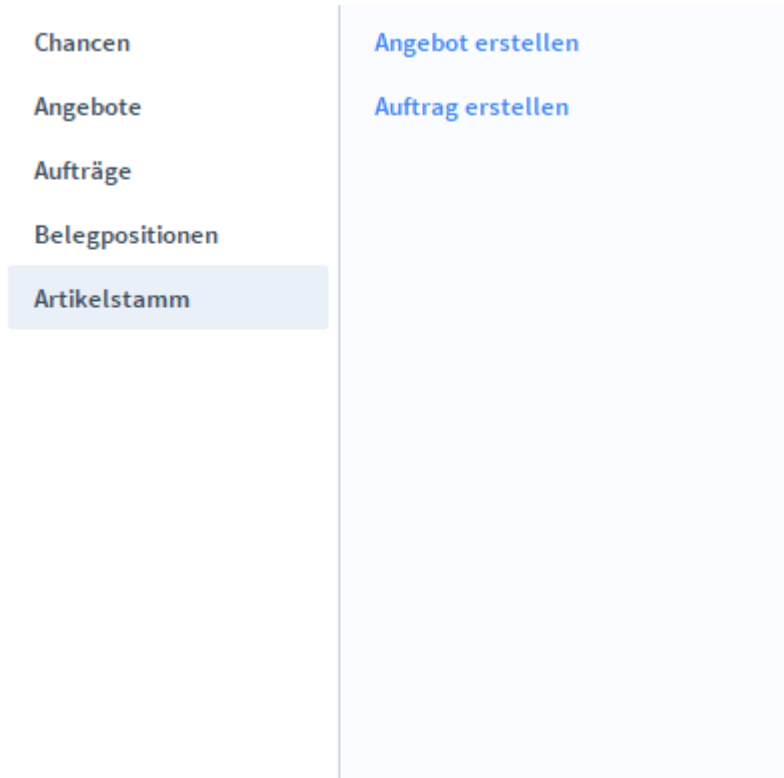 Chancen
Angebote
Aufträge
Belegpositionen
Artikelstamm
Angebot erstellen
Auftrag erstellen